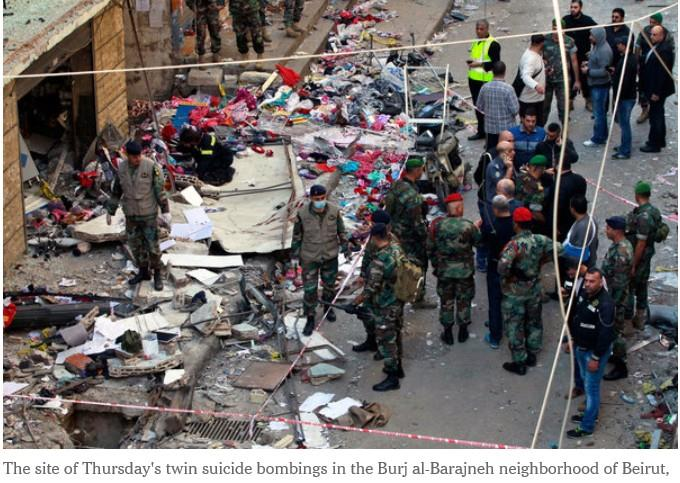 The site of Thursday's twin suicide bombings in the Burj al-Barajneh neighborhood of Beirut,